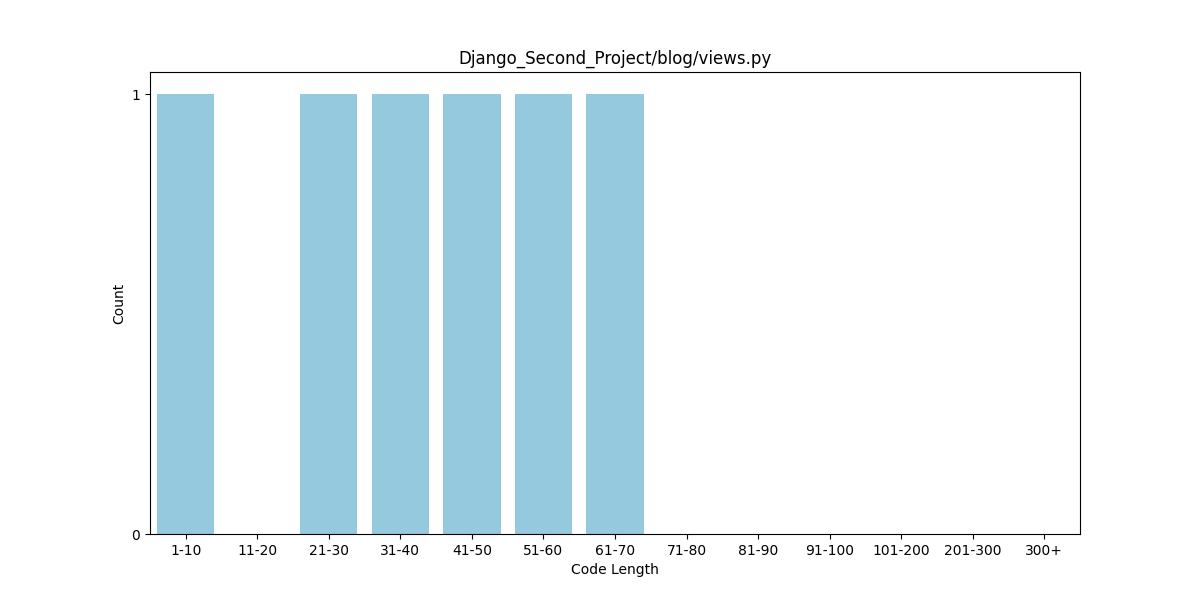 Django_Second_Project/blog/views.py
1
0
Count
1-10 11-20 21-30 31-40 41-50 51-60 61-70 71-80 81-90 91-100 101-200 201-300 300+
Code Length